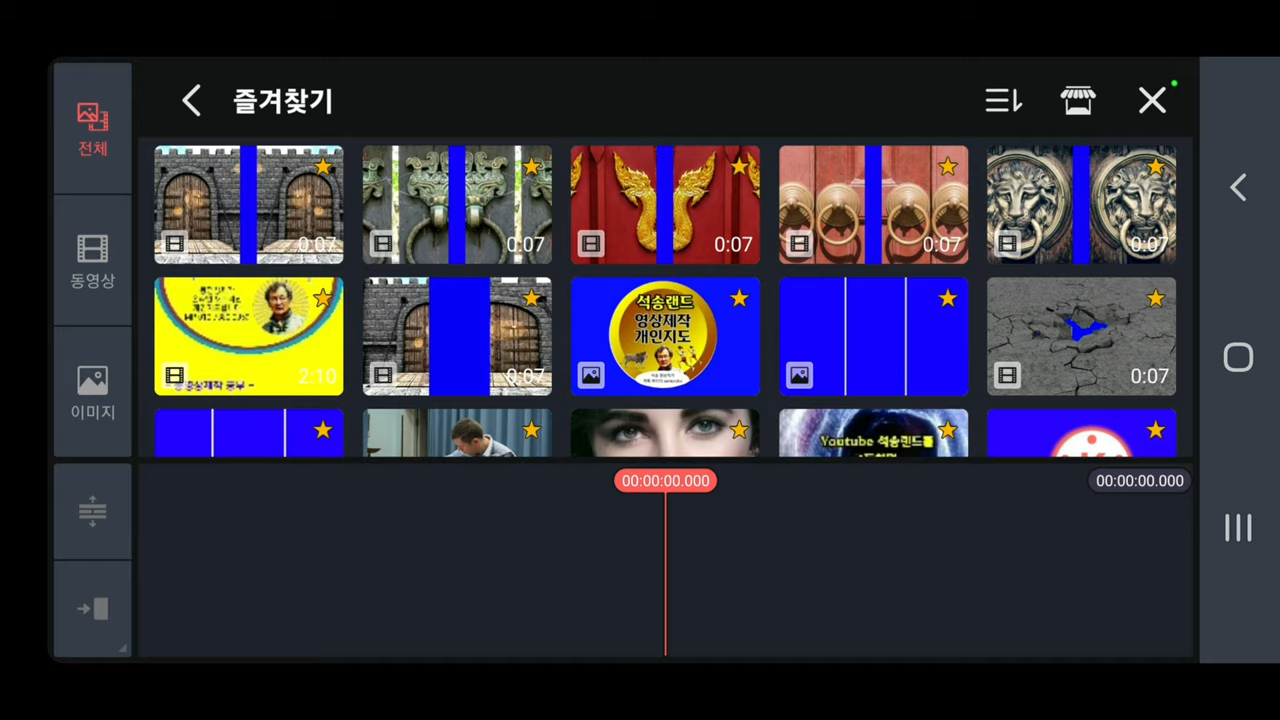 즐겨찾기
전체
동영상
이미지
0:07
0:07
0:07
0:07
0:07
2:10
0:07
석송랜드
영상제작
개인지도
0:07
Youtube 석송랜드를
00:00:00.000
00:00:00.000